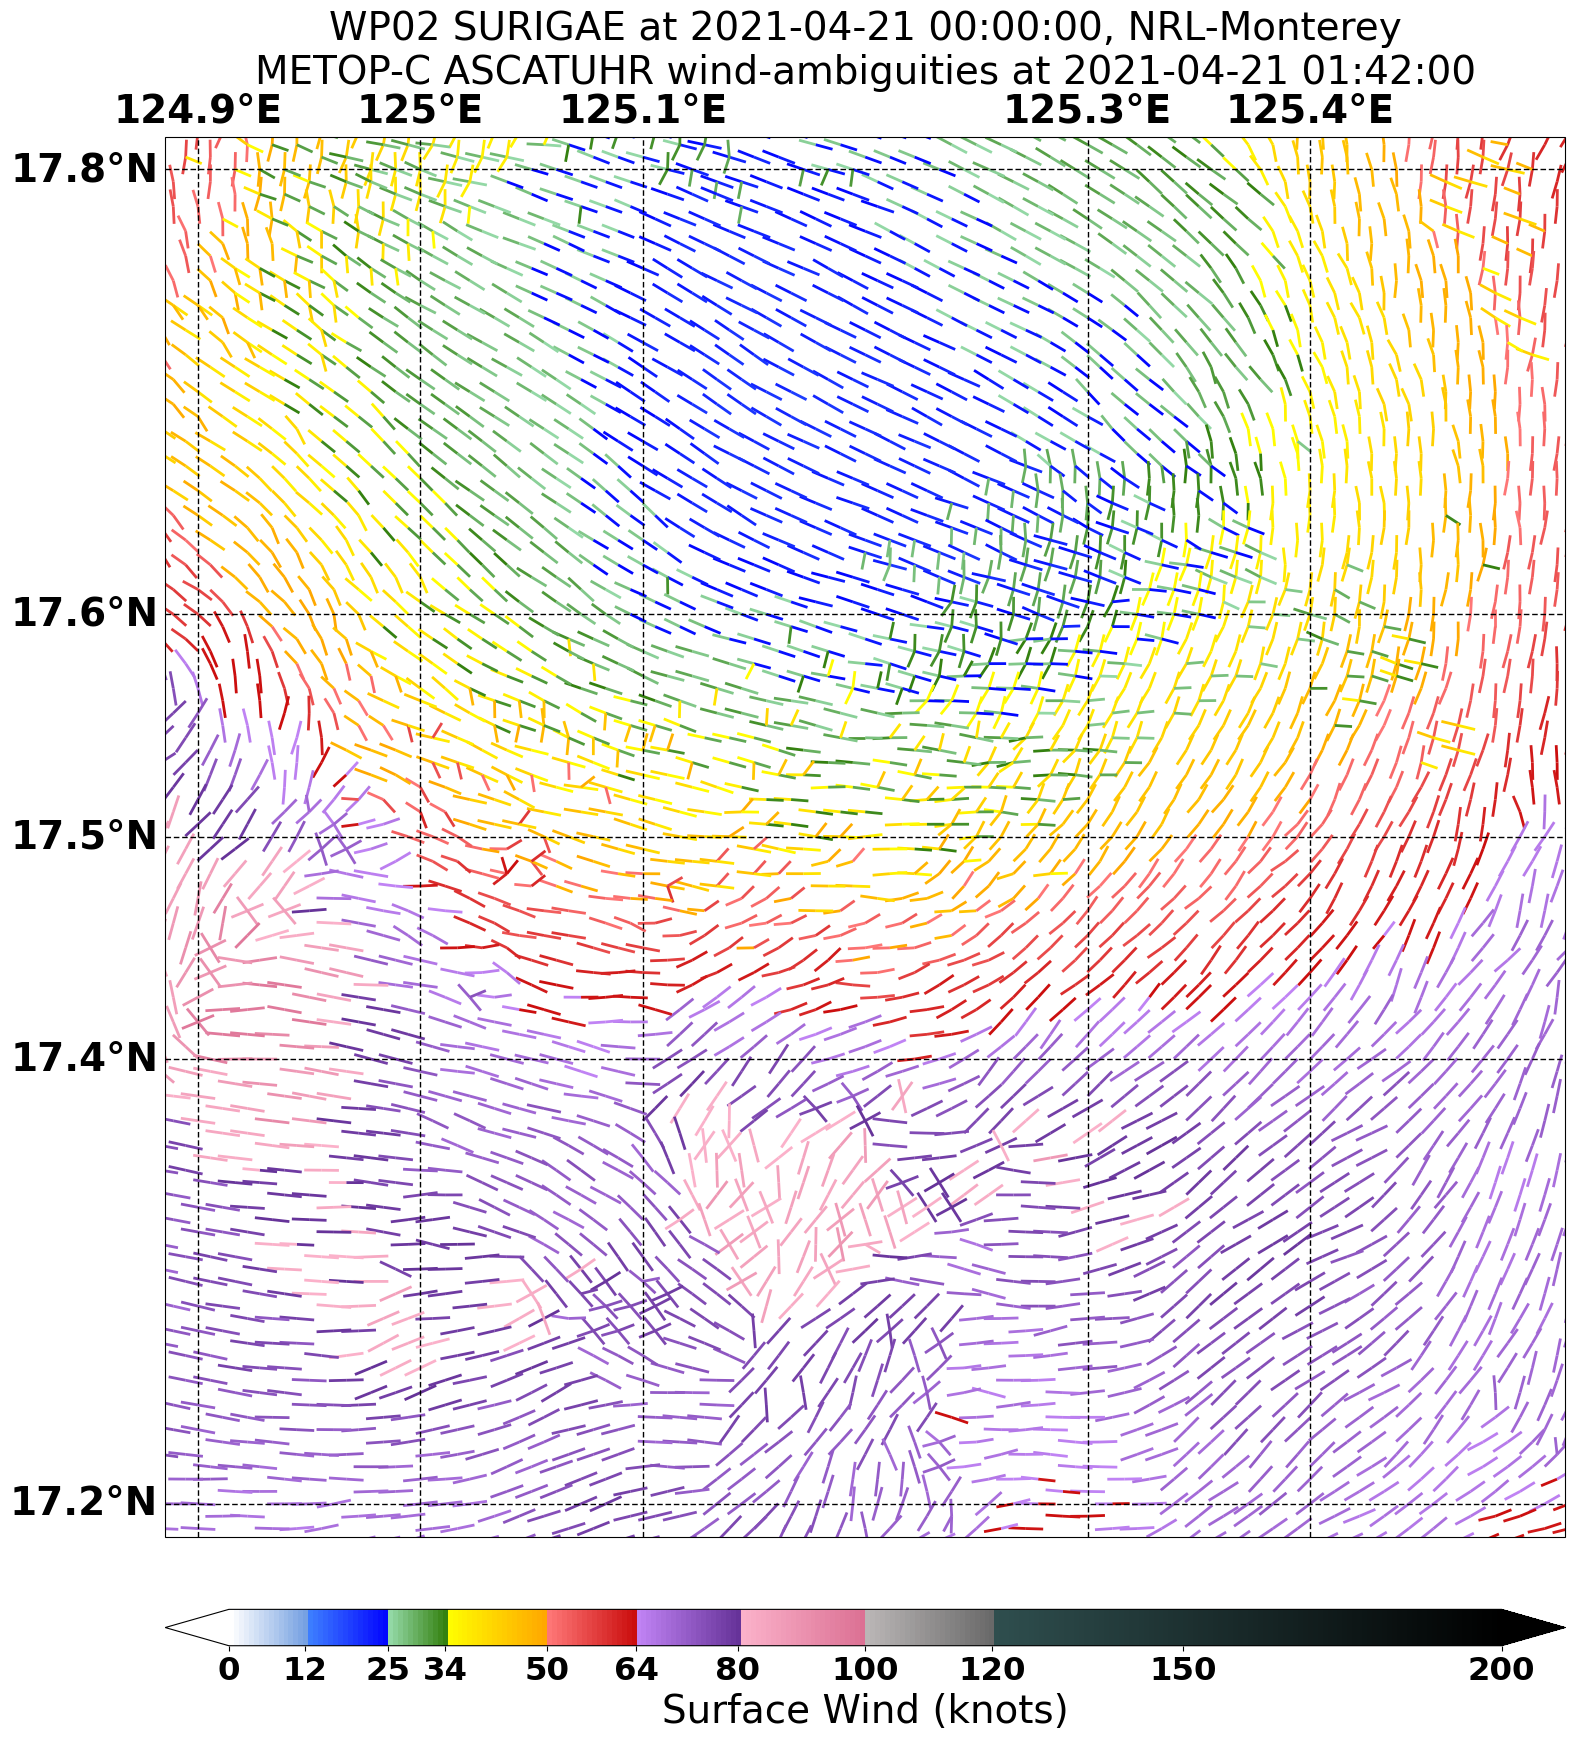 WP02 SURIGAE at 2021-04-21 00:00:00, NRL-Monterey
METOP-C ASCATUHR wind-ambiguities at 2021-04-21 01:42:00
124.9°E 125°E 125.1°E 125.3°E 125.4°E
17.8°N
17.6°N
17.5°N
17.4°N
17.2°N
0 12 25 34 50 64 80 100 120 150 200
Surface Wind (knots)